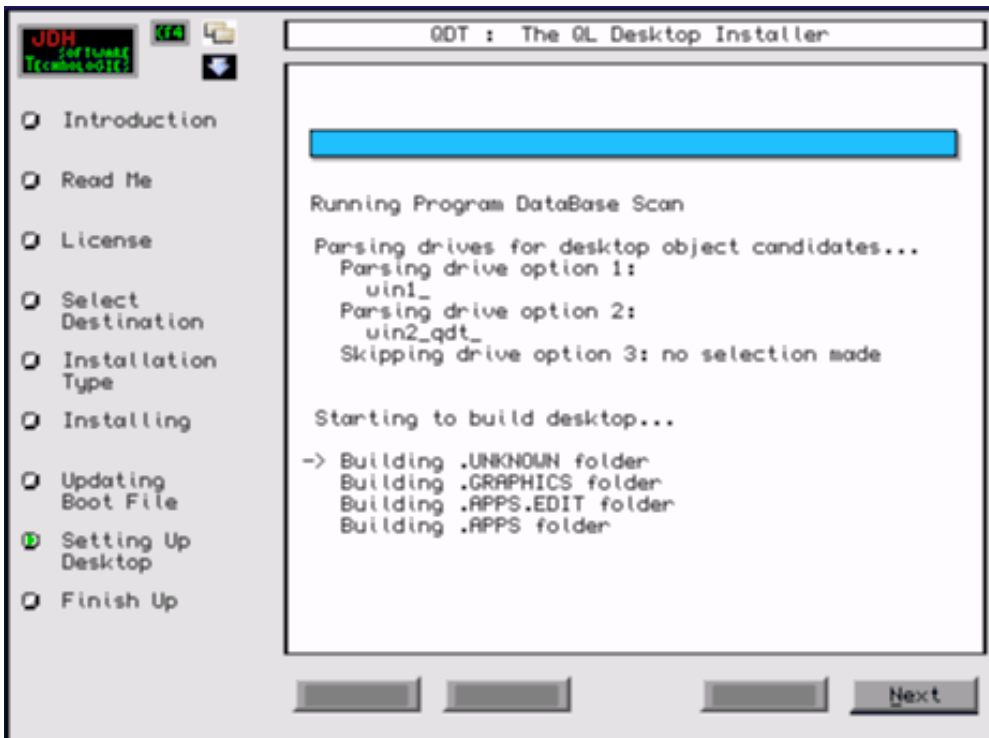 JDH
SOFTWARE
TECHNOLOGIES
CF4
QDT : The QL Desktop Installer
Introduction
Read Me
License
Select
Destination
Installation
Type
Installing
Updating
Boot File
Setting Up
Desktop
Finish Up
Running Program DataBase Scan
Parsing drives for desktop object candidates...
Parsing drive option 1:
win1_
Parsing drive option 2:
win2_qdt_
Skipping drive option 3: no selection made
Starting to build desktop...
-> Building .UNKNOWN folder
Building .GRAPHICS folder
Building .APPS.EDIT folder
Building .APPS folder
Next